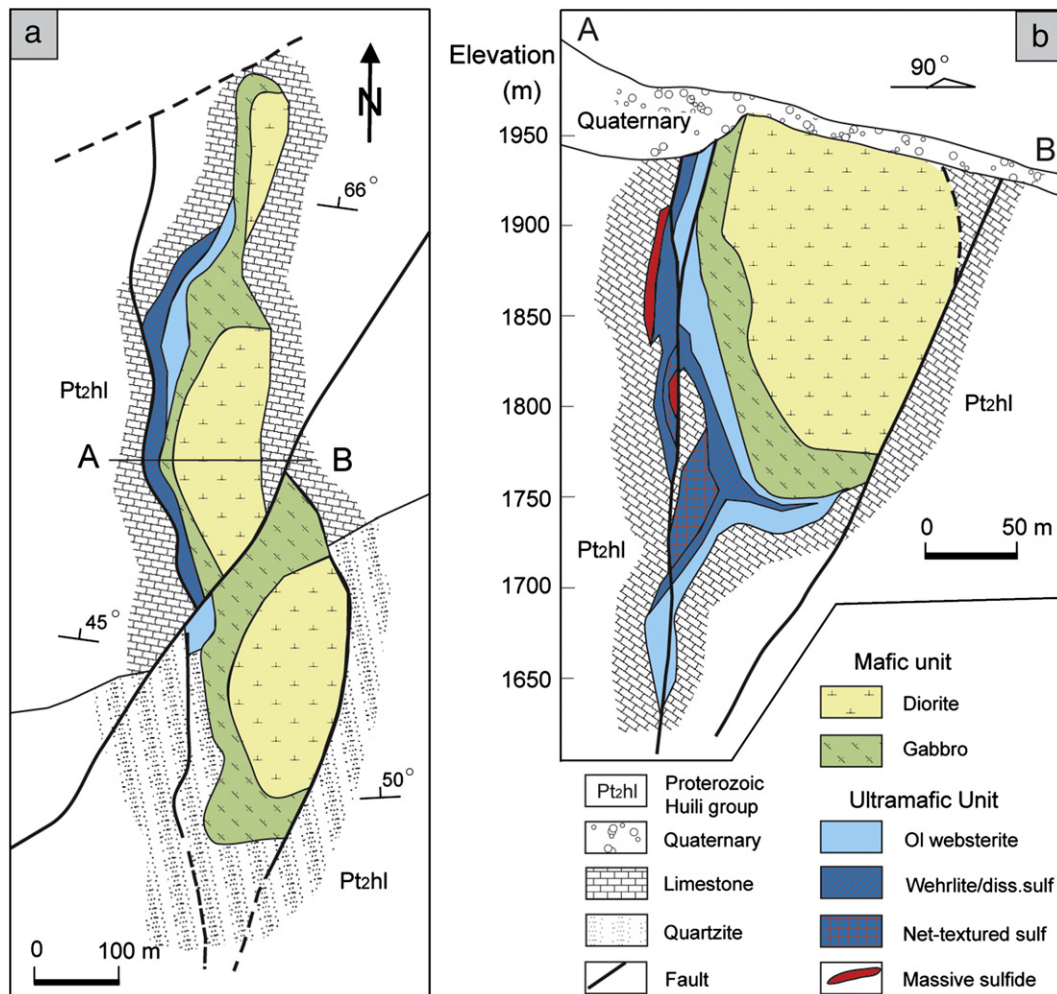 a
N
66°
Pt2hl
A
B
45°
50°
Pt2hl
0
100 m
b
A
Elevation
(m)
90°
Quaternary
1950
B
1900
1850
1800
Pt2hl
1750
0
50 m
Pt2hl
1700
1650
Mafic unit
Diorite
Gabbro
Pt2hl
Proterozoic
Huili group
Ultramafic Unit
Quaternary
Ol websterite
Limestone
Wehrlite/diss.sulf
Quartzite
Net-textured sulf
Fault
Massive sulfide